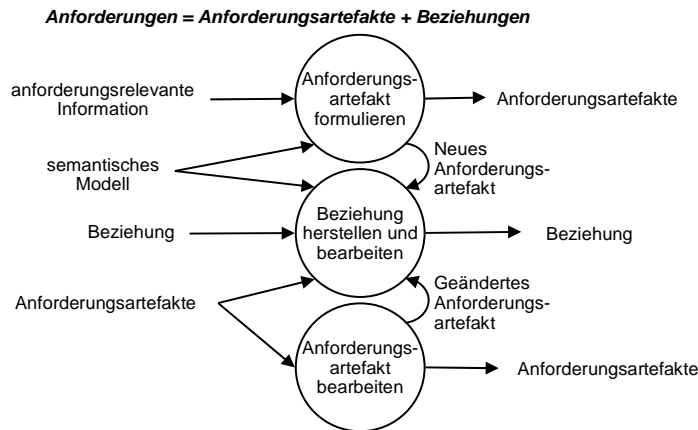 Anforderungen = Anforderungsartefakte + Beziehungen
anforderungsrelevante
Information
Anforderungs-
artefakt
formulieren
Anforderungsartefakte
semantisches
Modell
Neues
Anforderungs-
artefakt
Beziehung
Beziehung
herstellen und
bearbeiten
Beziehung
Anforderungsartefakte
Geändertes
Anforderungs-
artefakt
Anforderungs-
artefakt
bearbeiten
Anforderungsartefakte